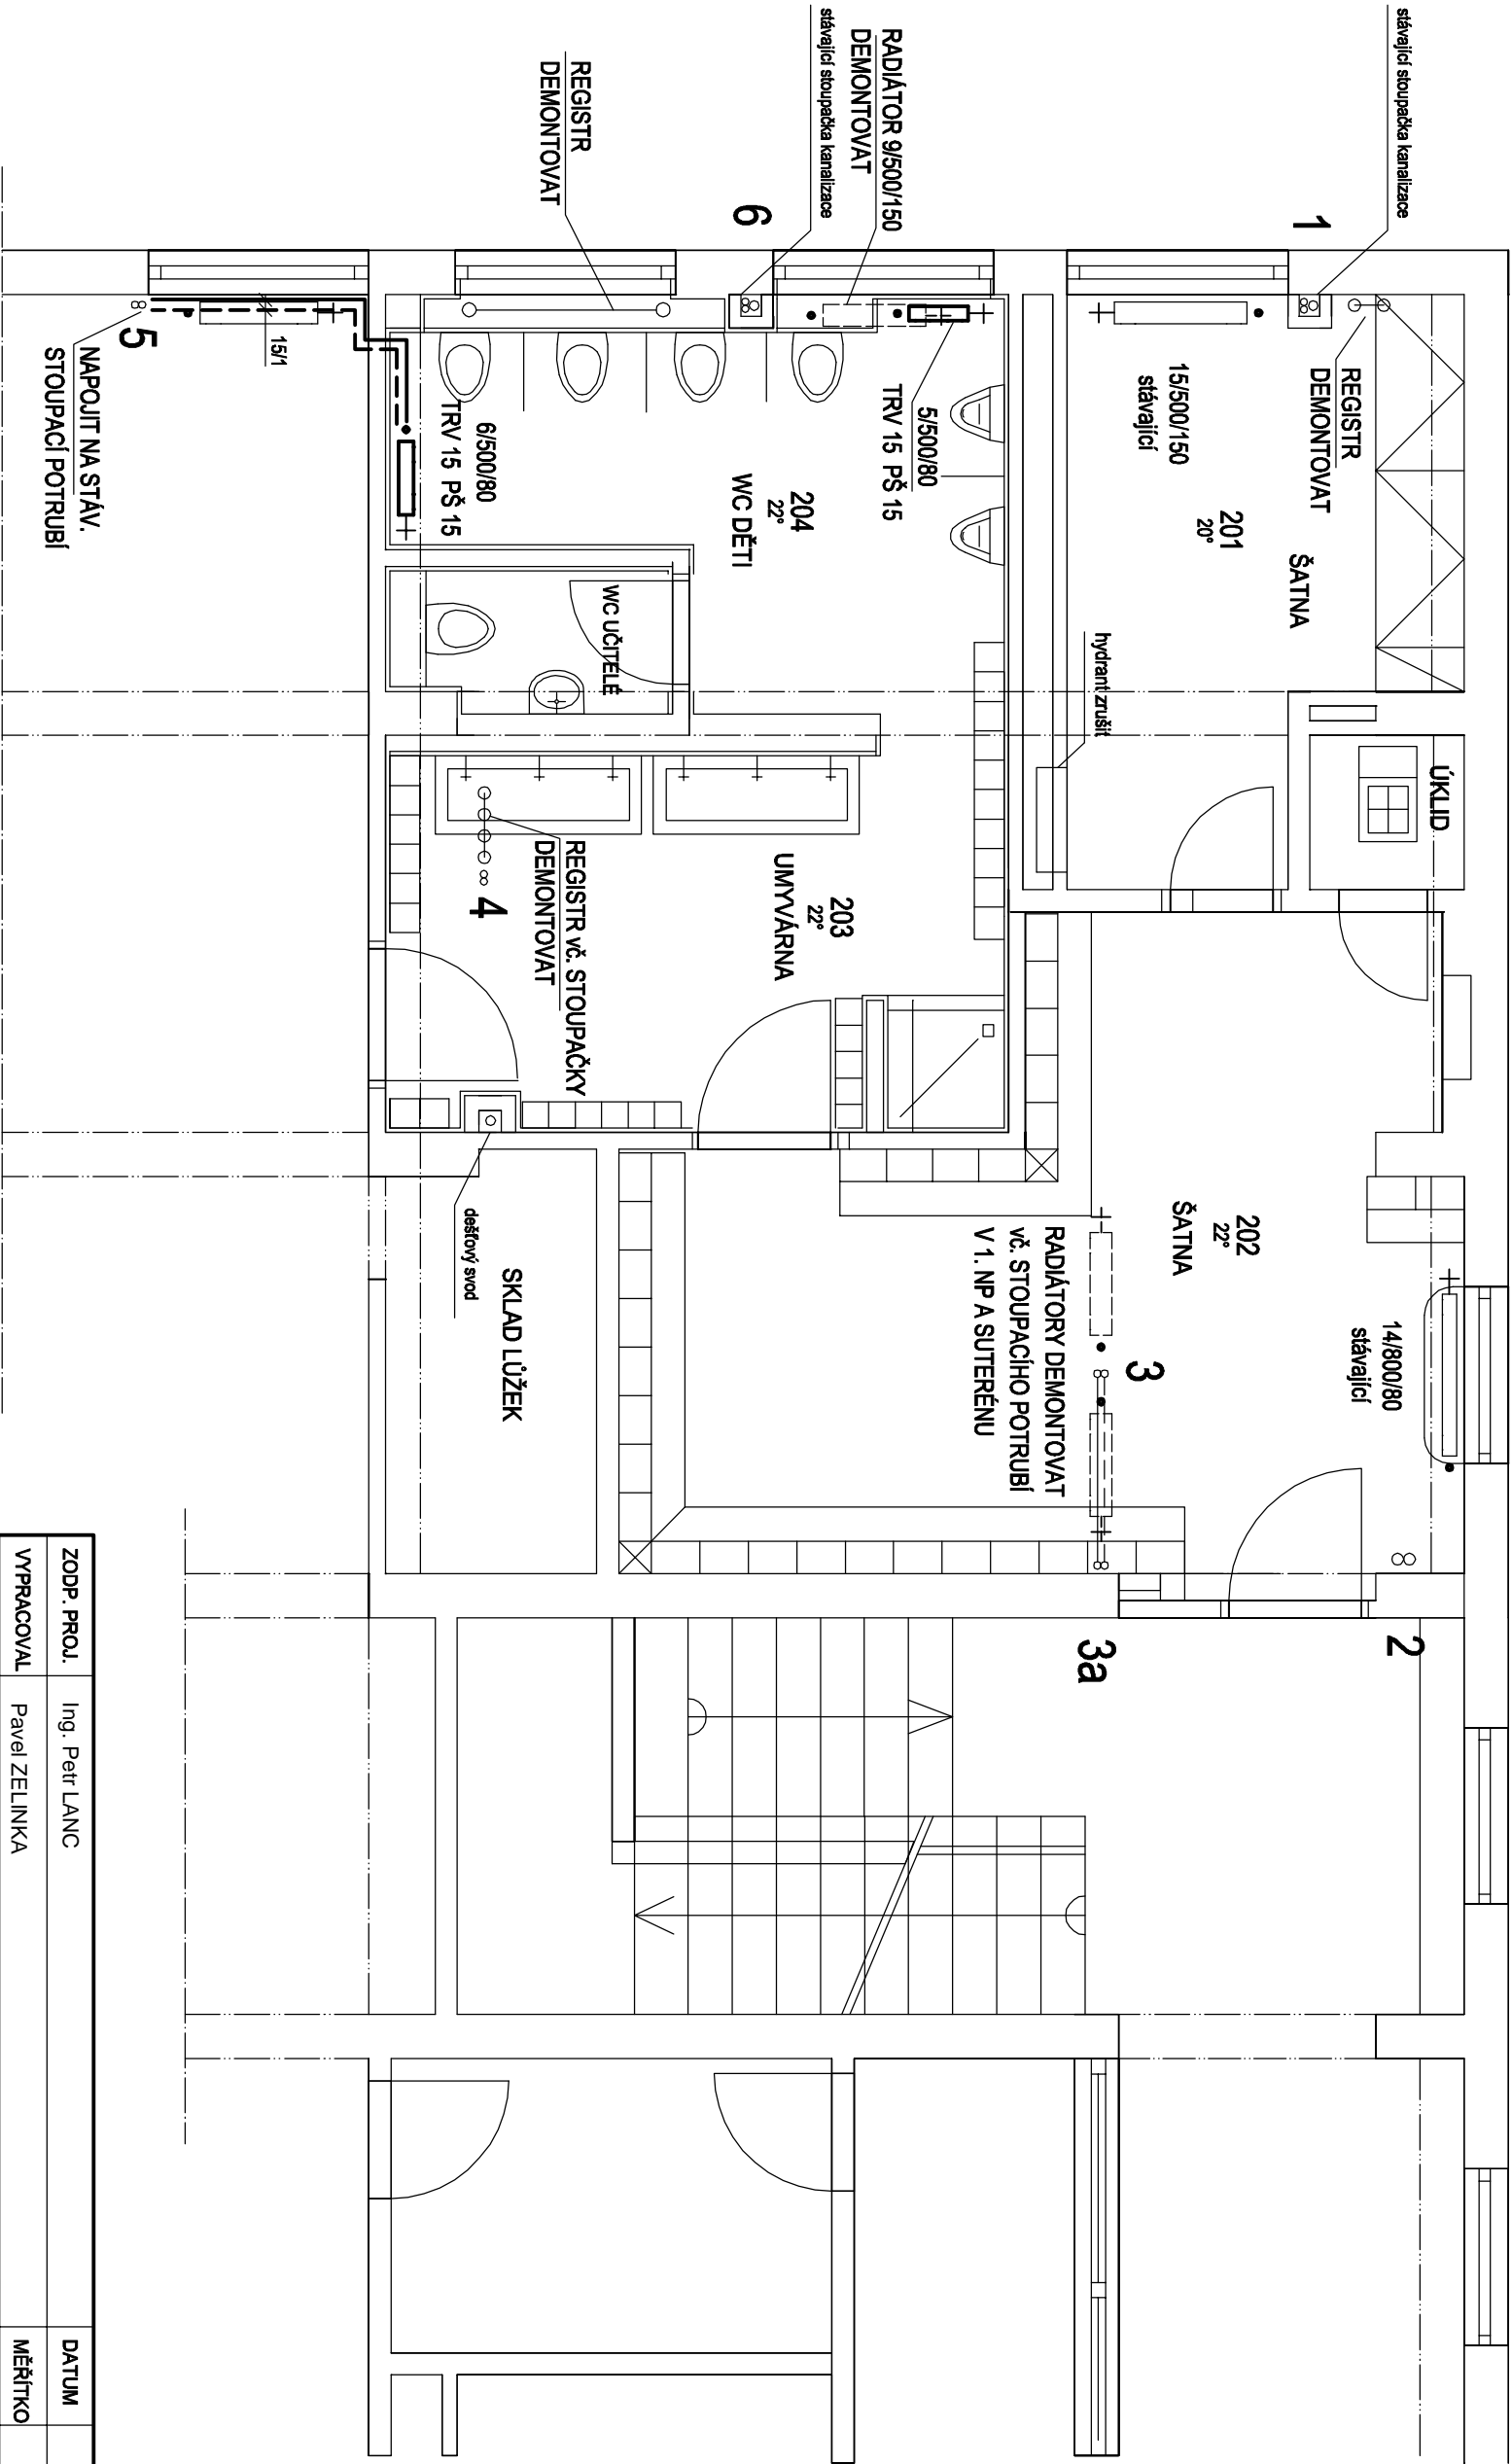 stávající stoupačka kanalizace
1
REGISTR
DEMONTOVAT
15/500/150
stávající
201
20°
ŠATNA
hydrant zrušit
ÚKLID
14/800/80
stávající
202
22°
ŠATNA
2
3
RADIÁTORY DEMONTOVAT
vč. STOUPACÍHO POTRUBÍ
V 1. NP A SUTERÉNU
3a
RADIÁTOR 9/500/150
DEMONTOVAT
stávající stoupačka kanalizace
6
5/500/80
TRV 15 PŠ 15
204
22°
WC DĚTI
203
22°
UMYVÁRNA
REGISTR
DEMONTOVAT
6/500/80
TRV 15 PŠ 15
WC UČITELÉ
REGISTR vč. STOUPAČKY
DEMONTOVAT
4
dešťový svod
SKLAD LŮŽEK
15/1
5
NAPOJIT NA STÁV.
STOUPACÍ POTRUBÍ
ZODP. PROJ. Ing. Petr LANC DATUM
VYPRACOVAL Pavel ZELINKA MĚŘÍTKO